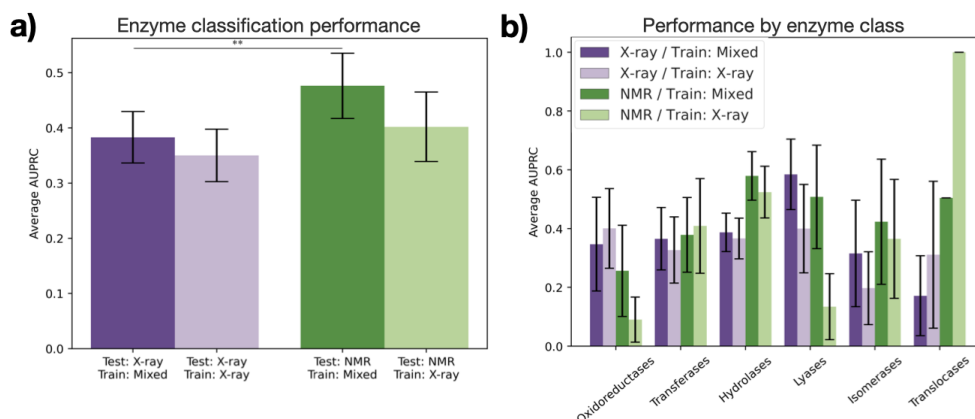 a)
Enzyme classification performance
**
Average AUPRC
0.5
0.4
0.3
0.2
0.1
0.0
Test: X-ray
Train: Mixed
Test: X-ray
Train: X-ray
Test: NMR
Train: Mixed
Test: NMR
Train: X-ray
b)
Performance by enzyme class
X-ray / Train: Mixed
X-ray / Train: X-ray
NMR / Train: Mixed
NMR / Train: X-ray
Average AUPRC
1.0
0.8
0.6
0.4
0.2
0.0
Oxidoreductases
Transferases
Hydrolases
Lyases
Isomerases
Translocases